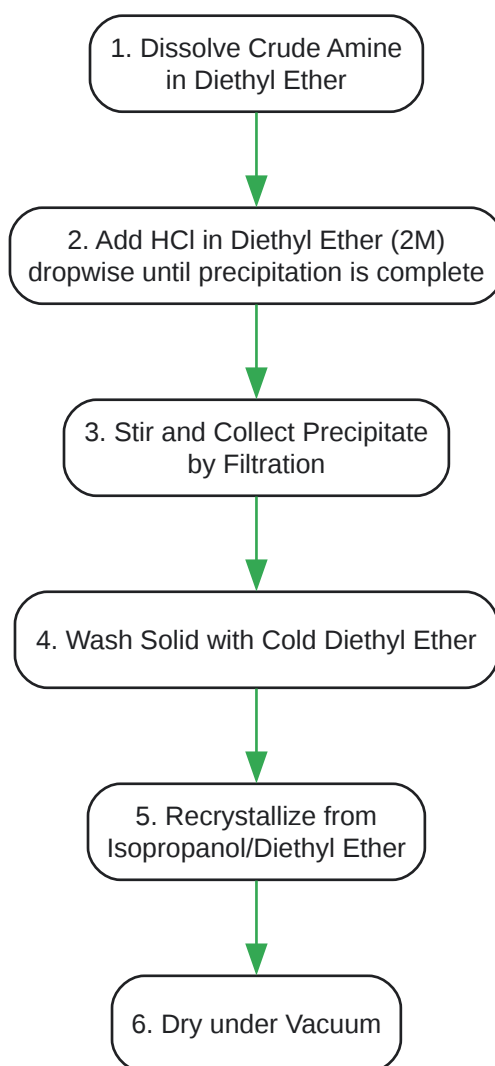 1. Dissolve Crude Amine
in Diethyl Ether
2. Add HCl in Diethyl Ether (2M)
dropwise until precipitation is complete
3. Stir and Collect Precipitate
by Filtration
4. Wash Solid with Cold Diethyl Ether
5. Recrystallize from
Isopropanol/Diethyl Ether
6. Dry under Vacuum